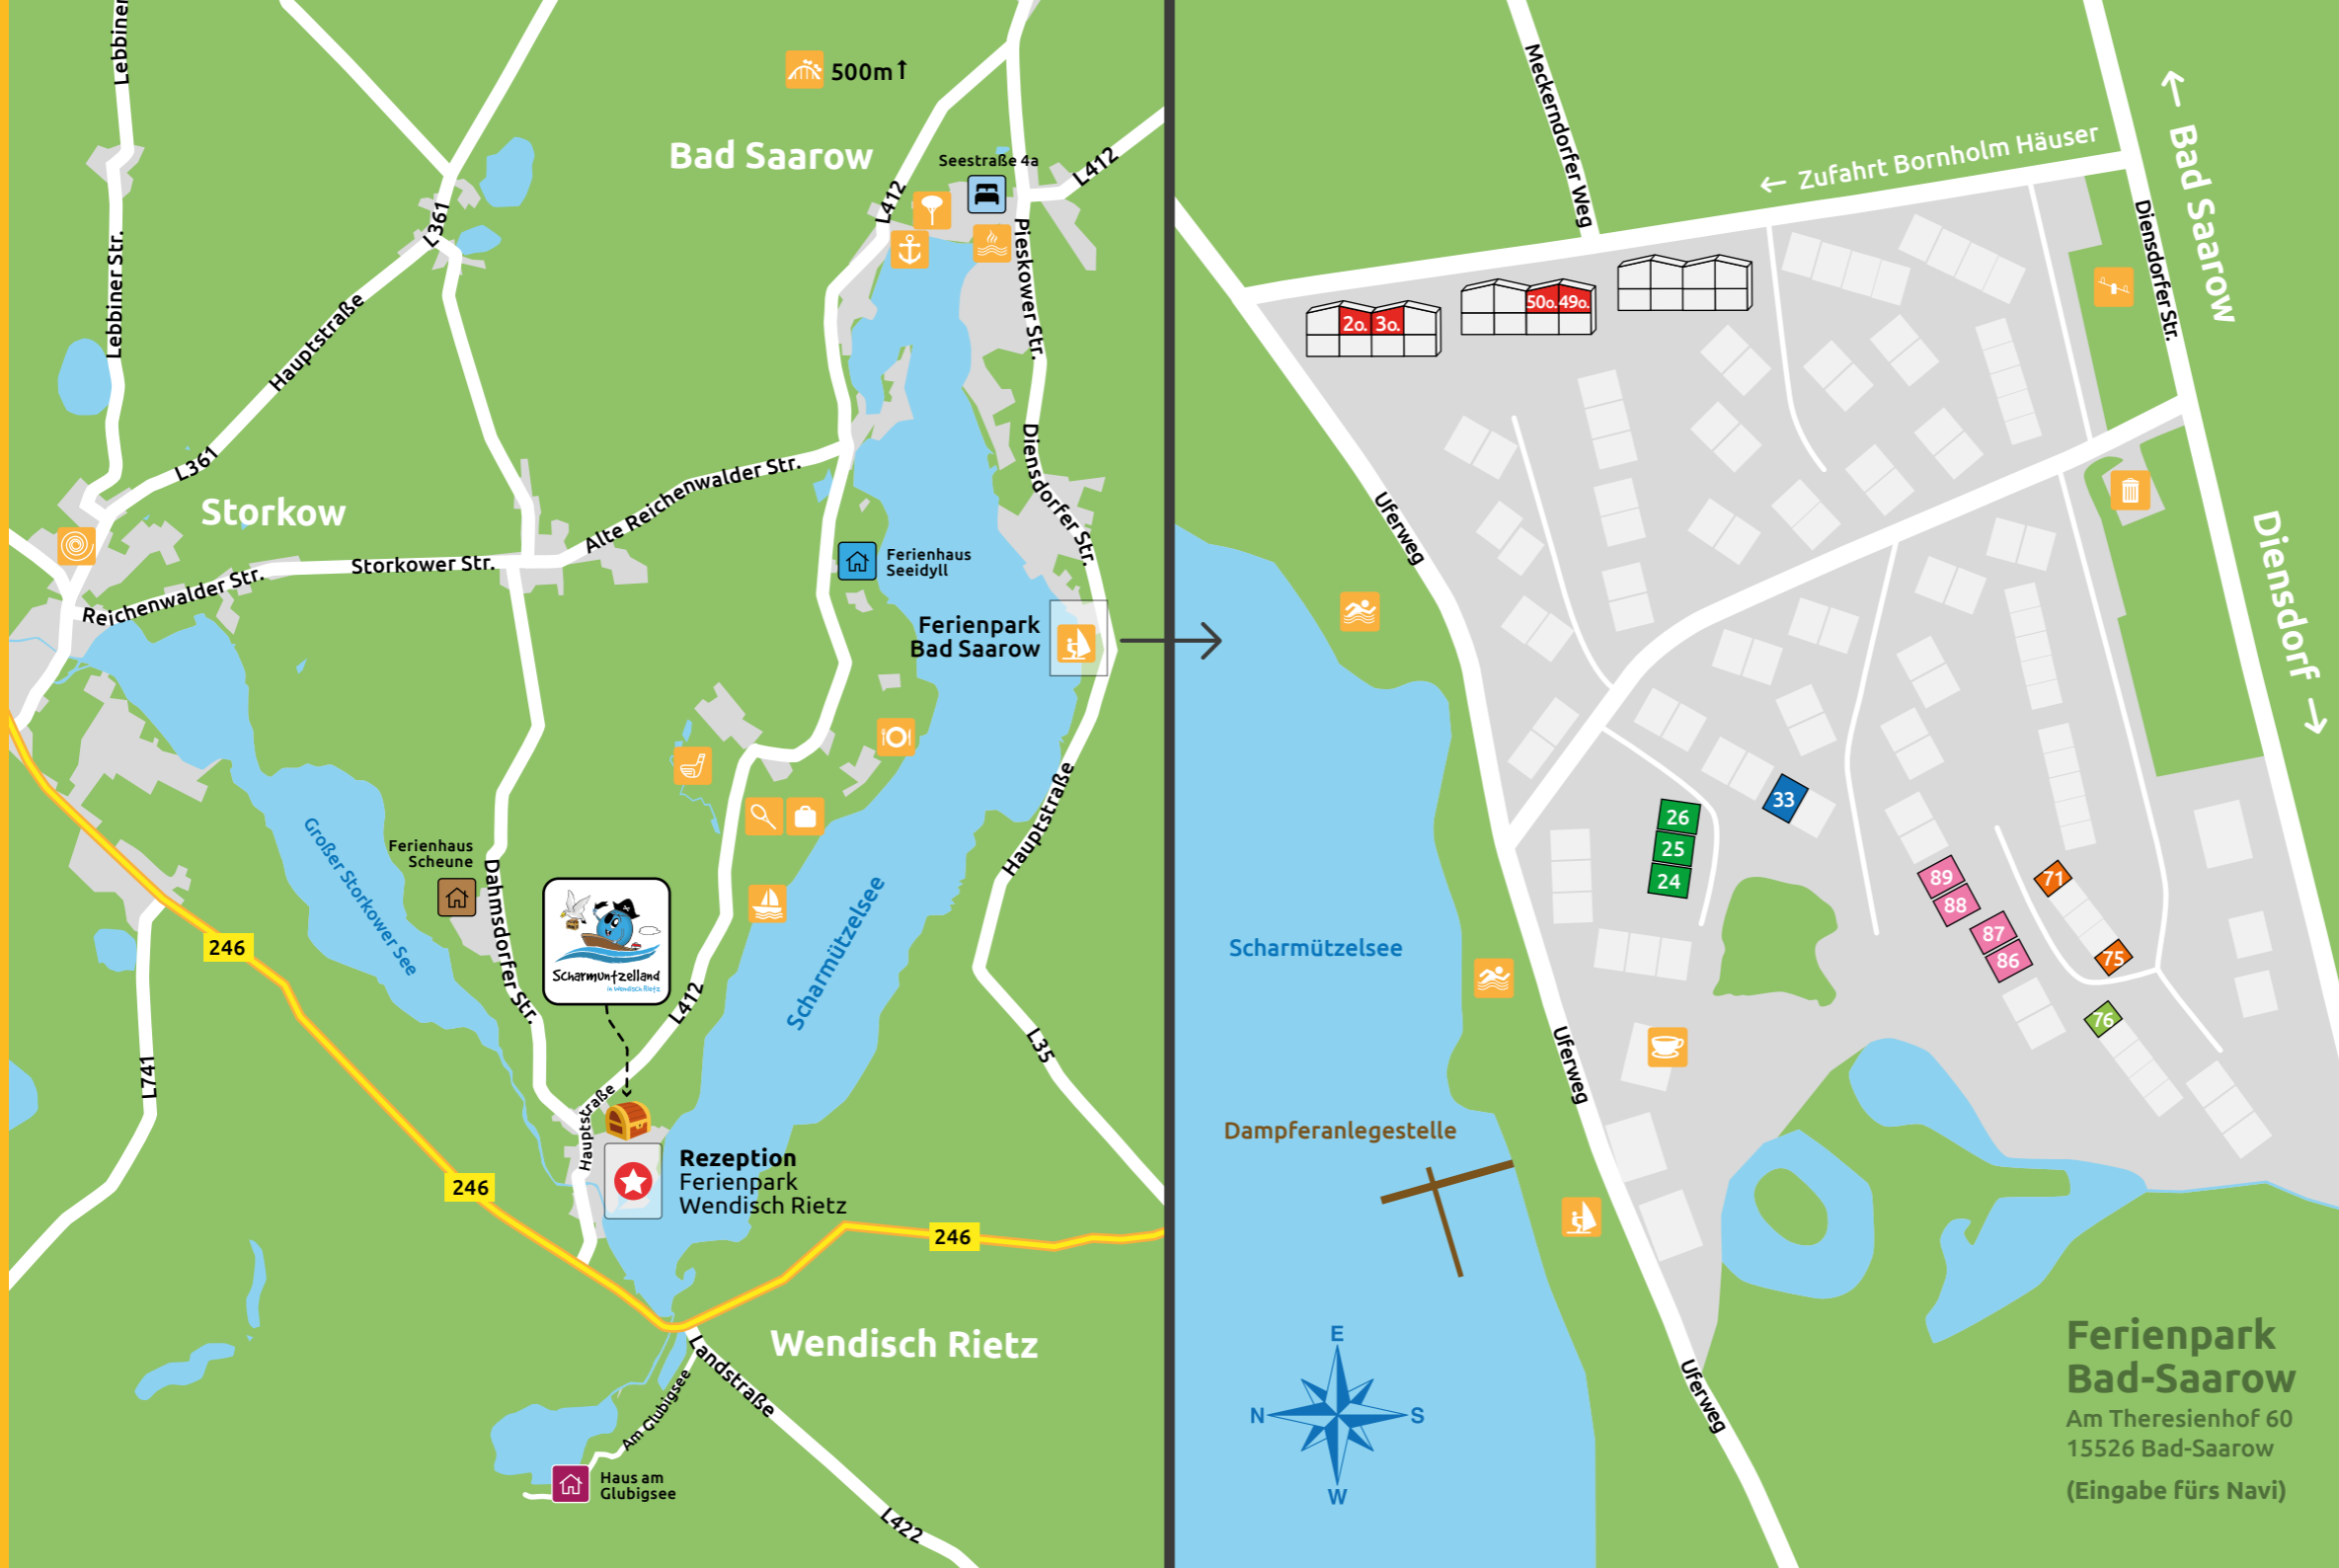 Lebbiner
500m↑
Bad Saarow
Seestraße 4a
L412
L412
L361
Lebbiner Str.
Hauptstraße
Pieskower Str.
L361
Storkow
Alte Reichenwalder Str.
Diensdorfer Str.
Storkower Str.
Reichenwalder Str.
Ferienhaus
Seeidyll
Ferienpark
Bad Saarow
Großer Storkower See
Ferienhaus
Scheune
Dahmsdorfer Str.
Hauptstraße
Scharmützelsee
246
Scharmuntzelland
in Wendisch Rietz
L412
L35
L741
Hauptstraße
Rezeption
Ferienpark
Wendisch Rietz
246
246
Wendisch Rietz
Landstraße
Am Glubigsee
Haus am
Glubigsee
L422
Meckerndorfer Weg
← Zufahrt Bornholm Häuser
← Bad Saarow
Diensdorfer Str.
50o. 49o.
2o. 3o.
Uferweg
Diensdorf →
33
26
25
24
89
88
87
86
71
75
76
Scharmützelsee
Uferweg
Dampferanlegestelle
E
N S
W
Uferweg
Ferienpark
Bad-Saarow
Am Theresienhof 60
15526 Bad-Saarow
(Eingabe fürs Navi)